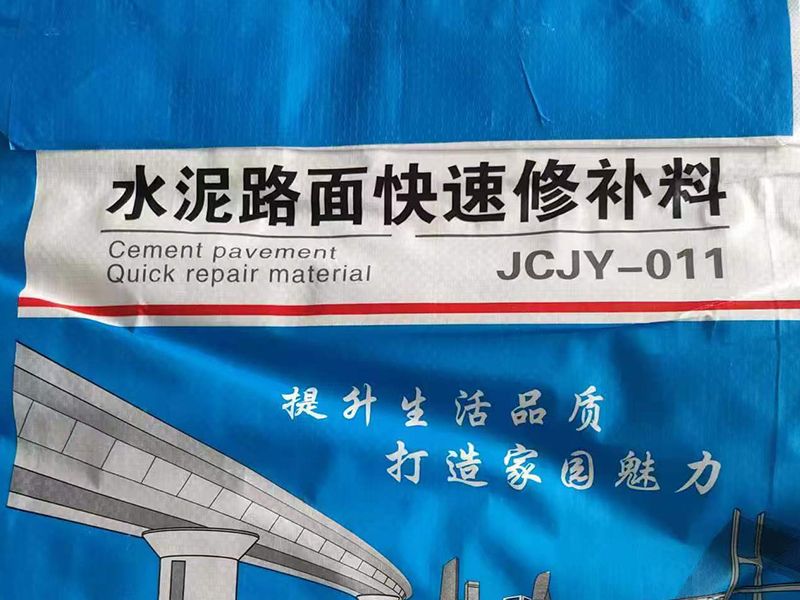 水泥路面快速修补料
Cement pavement
Quick repair material
JCJY-011
提升生活品质
打造家园魅力